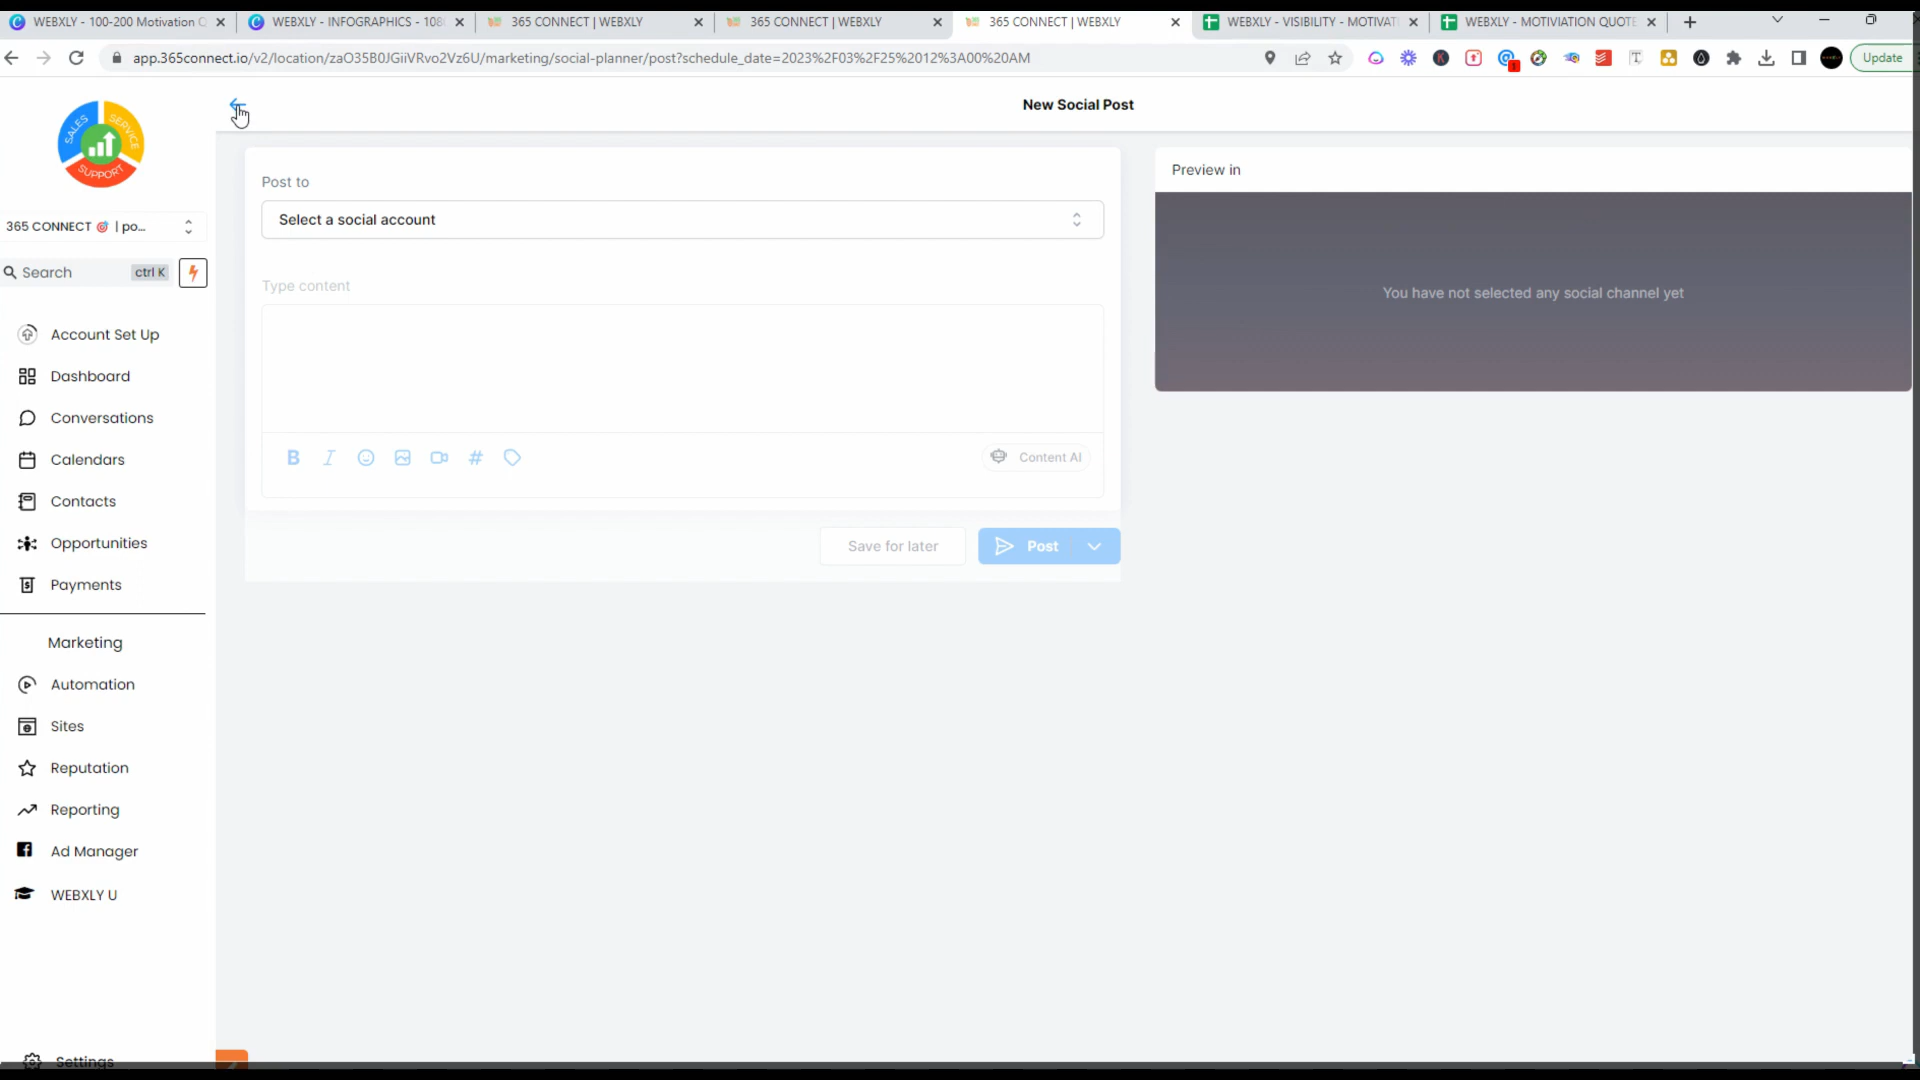 WEBXLY - 100-200 Motivation
WEBXLY - INFOGRAPHICS - 108
365 CONNECT | WEBXLY
365 CONNECT | WEBXLY
365 CONNECT | WEBXLY
WEBXLY - VISIBILITY - MOTIVAT
WEBXLY - MOTIVIATION QUOTE
app.365connect.io/v2/location/zaO35B0JGiiVRvo2Vz6U/marketing/social-planner/post?schedule_date=2023%2F03%2F25%2012%3A00%20AM
Update
SALES
SERVICE
SUPPORT
New Social Post
365 CONNECT 🎯 | po...
Search
ctrl K
Account Set Up
Dashboard
Conversations
Calendars
Contacts
Opportunities
Payments
Marketing
Automation
Sites
Reputation
Reporting
Ad Manager
WEBXLY U
Settings
Post to
Select a social account
Type content
B I #
Content AI
Save for later
Post
Preview in
You have not selected any social channel yet